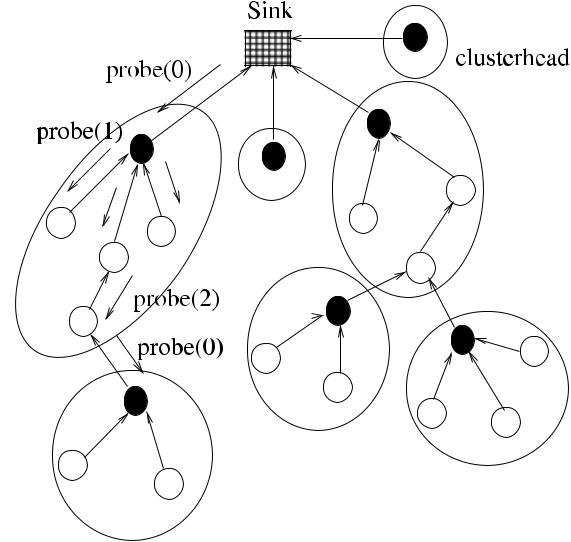 Sink
clusterhead
probe(0)
probe(1)
probe(2)
probe(0)